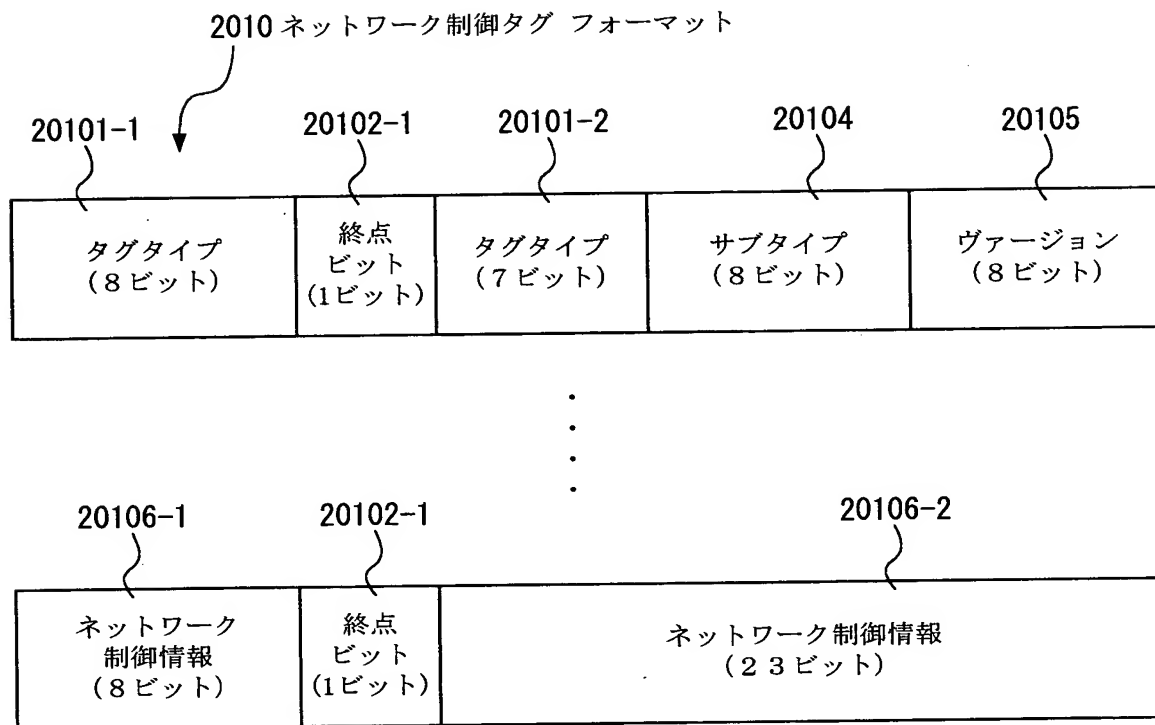 2010 ネットワーク制御タグ フォーマット
20101-1
20102-1
20101-2
20104
20105
タグタイプ
(8ビット)
終点
ビット
(1ビット)
タグタイプ
(7ビット)
サブタイプ
(8ビット)
ヴァージョン
(8ビット)
20106-1
20102-1
20106-2
ネットワーク
制御情報
(8ビット)
終点
ビット
(1ビット)
ネットワーク制御情報
(23ビット)